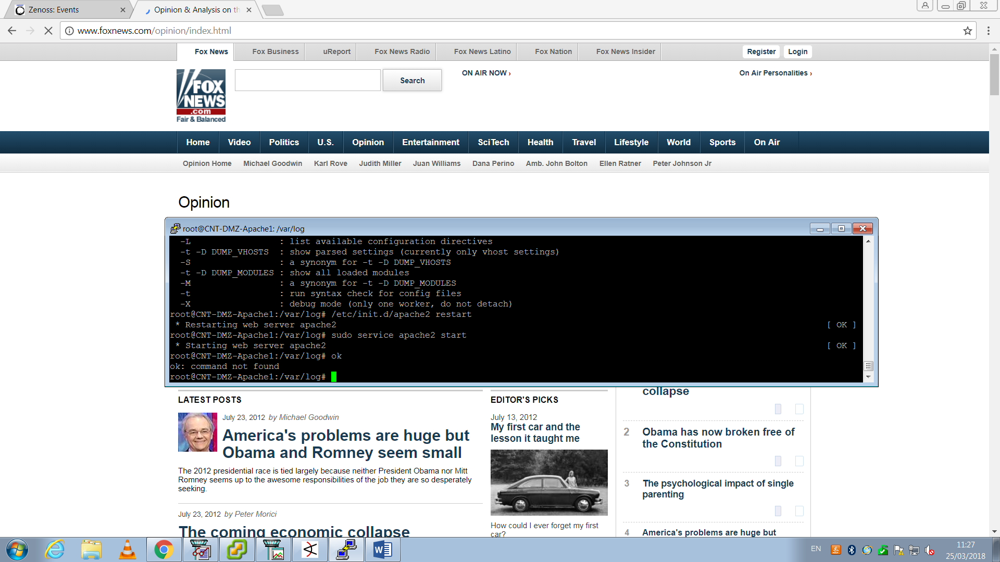 Zenoss: Events
Opinion & Analysis on th
www.foxnews.com/opinion/index.html
Fox News Fox Business uReport Fox News Radio Fox News Latino Fox Nation Fox News Insider Register Login
FOX NEWS .com
Fair & Balanced
Search
ON AIR NOW ›
On Air Personalities ›
Home Video Politics U.S. Opinion Entertainment SciTech Health Travel Lifestyle World Sports On Air
Opinion Home Michael Goodwin Karl Rove Judith Miller Juan Williams Dana Perino Amb. John Bolton Ellen Ratner Peter Johnson Jr
Opinion
root@CNT-DMZ-Apache1: /var/log
-L : list available configuration directives
-t -D DUMP_VHOSTS : show parsed settings (currently only vhost settings)
-S : a synonym for -t -D DUMP_VHOSTS
-t -D DUMP_MODULES : show all loaded modules
-M : a synonym for -t -D DUMP_MODULES
-t : run syntax check for config files
-X : debug mode (only one worker, do not detach)
root@CNT-DMZ-Apache1:/var/log# /etc/init.d/apache2 restart
* Restarting web server apache2 [ OK ]
root@CNT-DMZ-Apache1:/var/log# sudo service apache2 start
* Starting web server apache2 [ OK ]
root@CNT-DMZ-Apache1:/var/log# ok
ok: command not found
root@CNT-DMZ-Apache1:/var/log#
LATEST POSTS
July 23, 2012 by Michael Goodwin
America's problems are huge but
Obama and Romney seem small
The 2012 presidential race is tied largely because neither President Obama nor Mitt
Romney seems up to the awesome responsibilities of the job they are so desperately
seeking.
July 23, 2012 by Peter Morici
The coming economic collapse
EDITOR'S PICKS
July 13, 2012
My first car and the
lesson it taught me
How could I ever forget my first
car?
collapse
2 Obama has now broken free of
the Constitution
3 The psychological impact of single
parenting
4 America's problems are huge but
EN
11:27
25/03/2018